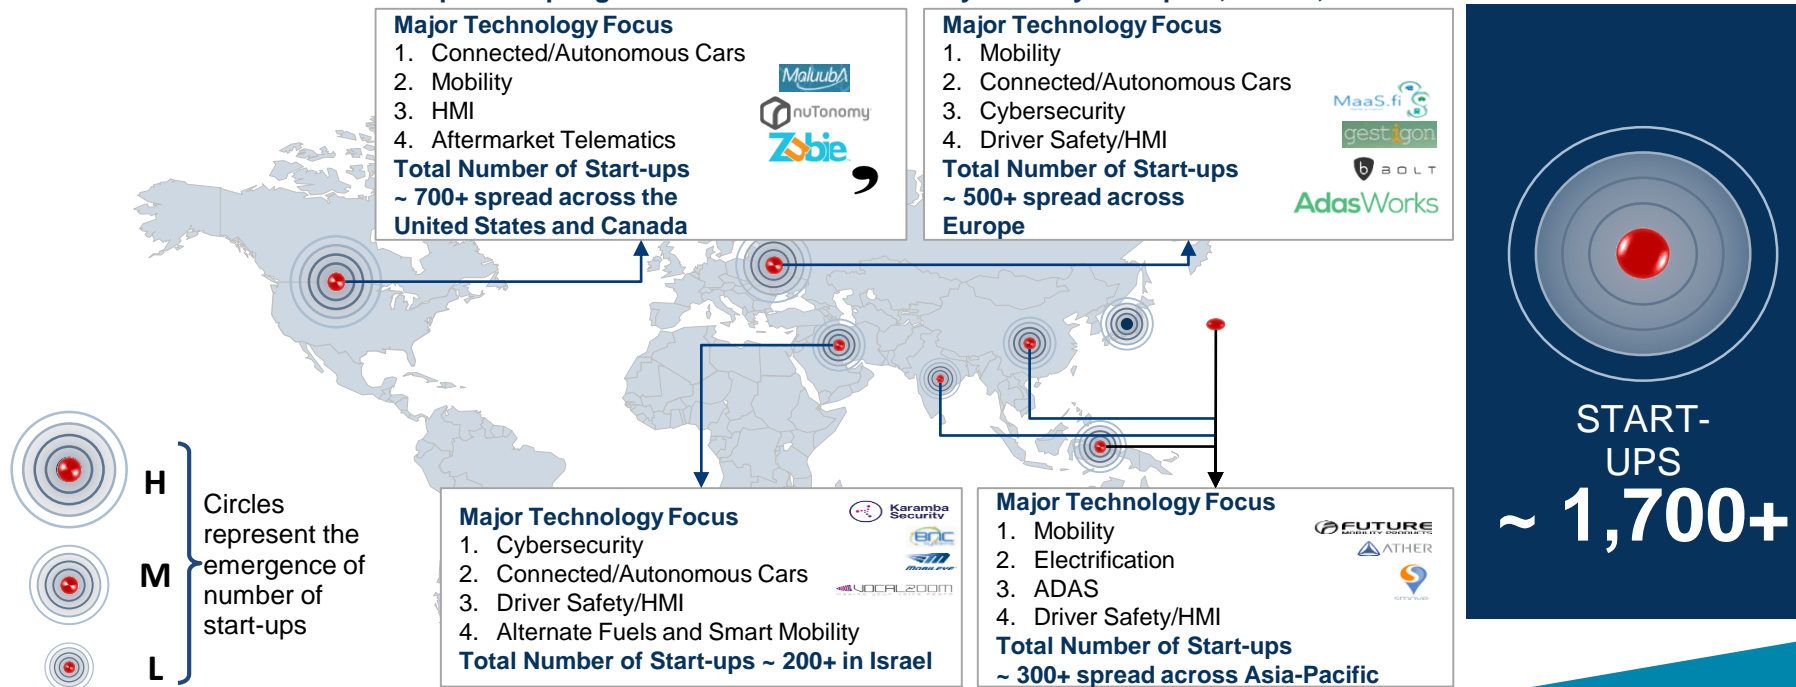 Major Technology Focus
1. Connected/Autonomous Cars
2. Mobility
3. HMI
4. Aftermarket Telematics
Total Number of Start-ups
~ 700+ spread across the
United States and Canada
MaluubA
nuTonomy
Zubie
,
Major Technology Focus
1. Mobility
2. Connected/Autonomous Cars
3. Cybersecurity
4. Driver Safety/HMI
Total Number of Start-ups
~ 500+ spread across
Europe
MaaS.fi
gestigon
BOLT
AdasWorks
H
M
L
Circles
represent the
emergence of
number of
start-ups
Major Technology Focus
1. Cybersecurity
2. Connected/Autonomous Cars
3. Driver Safety/HMI
4. Alternate Fuels and Smart Mobility
Total Number of Start-ups ~ 200+ in Israel
Karamba
Security
MOBILEYE
VOCALZOOM
Major Technology Focus
1. Mobility
2. Electrification
3. ADAS
4. Driver Safety/HMI
Total Number of Start-ups
~ 300+ spread across Asia-Pacific
FUTURE
MOBILITY PRODUCTS
ATHER
smove
START-
UPS
~ 1,700+